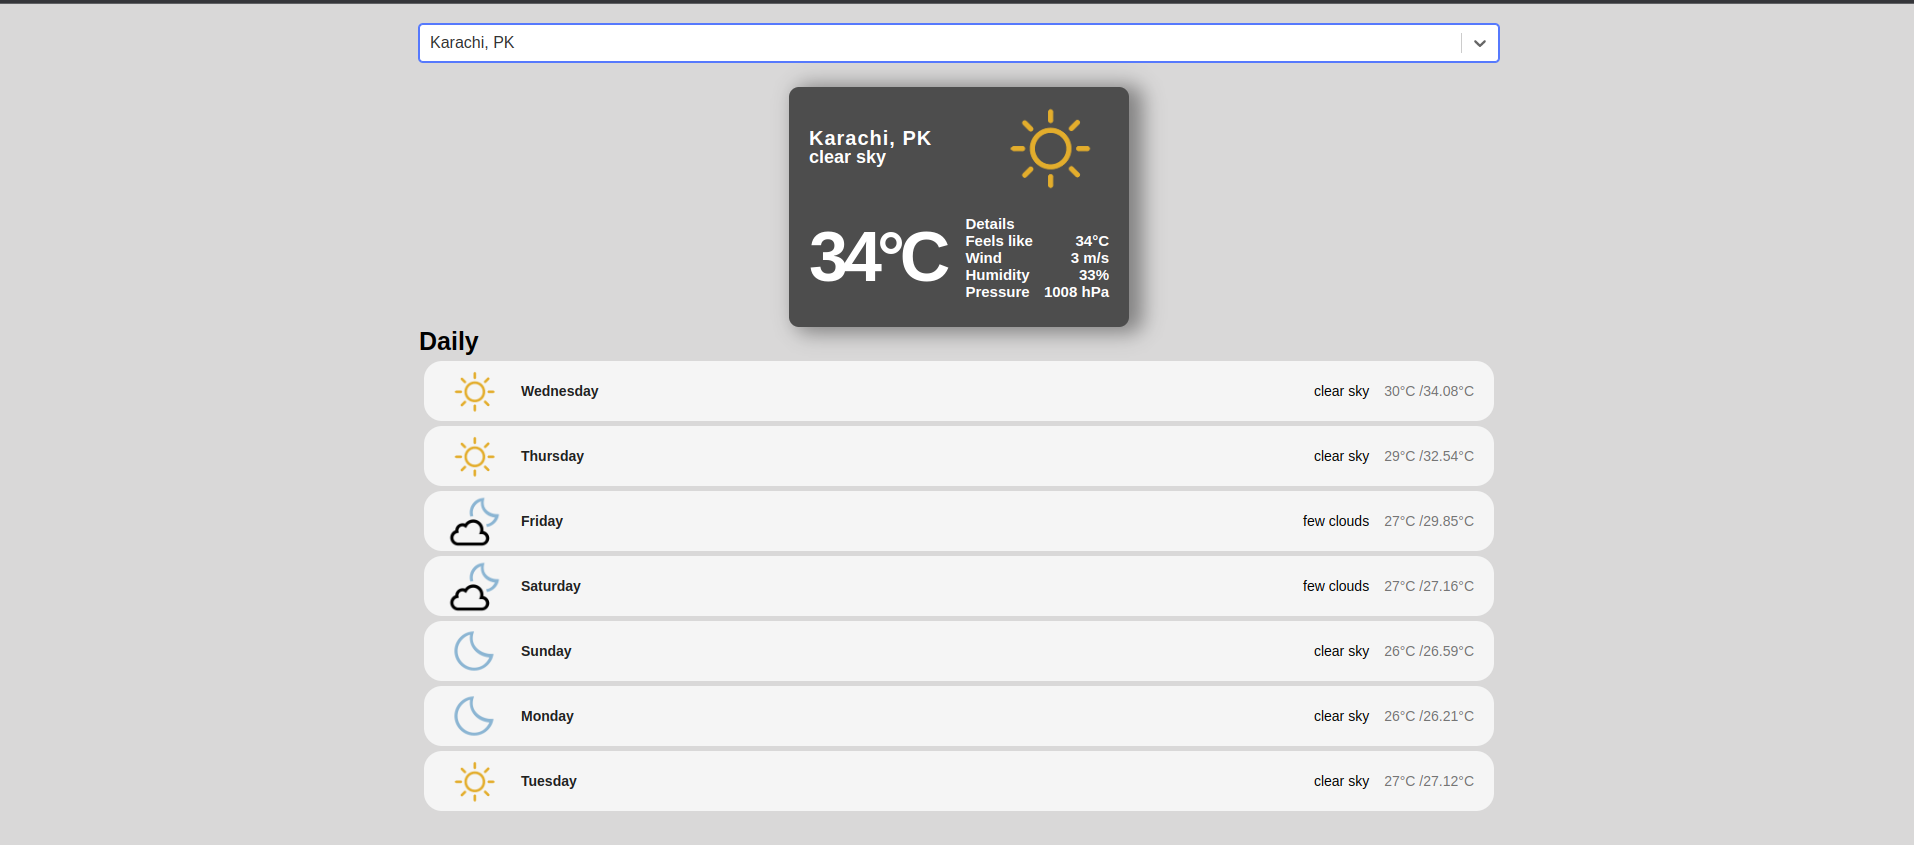 Karachi, PK
Karachi, PK
clear sky
34°C
Details
Feels like 34°C
Wind 3 m/s
Humidity 33%
Pressure 1008 hPa
Daily
Wednesday clear sky 30°C /34.08°C
Thursday clear sky 29°C /32.54°C
Friday few clouds 27°C /29.85°C
Saturday few clouds 27°C /27.16°C
Sunday clear sky 26°C /26.59°C
Monday clear sky 26°C /26.21°C
Tuesday clear sky 27°C /27.12°C